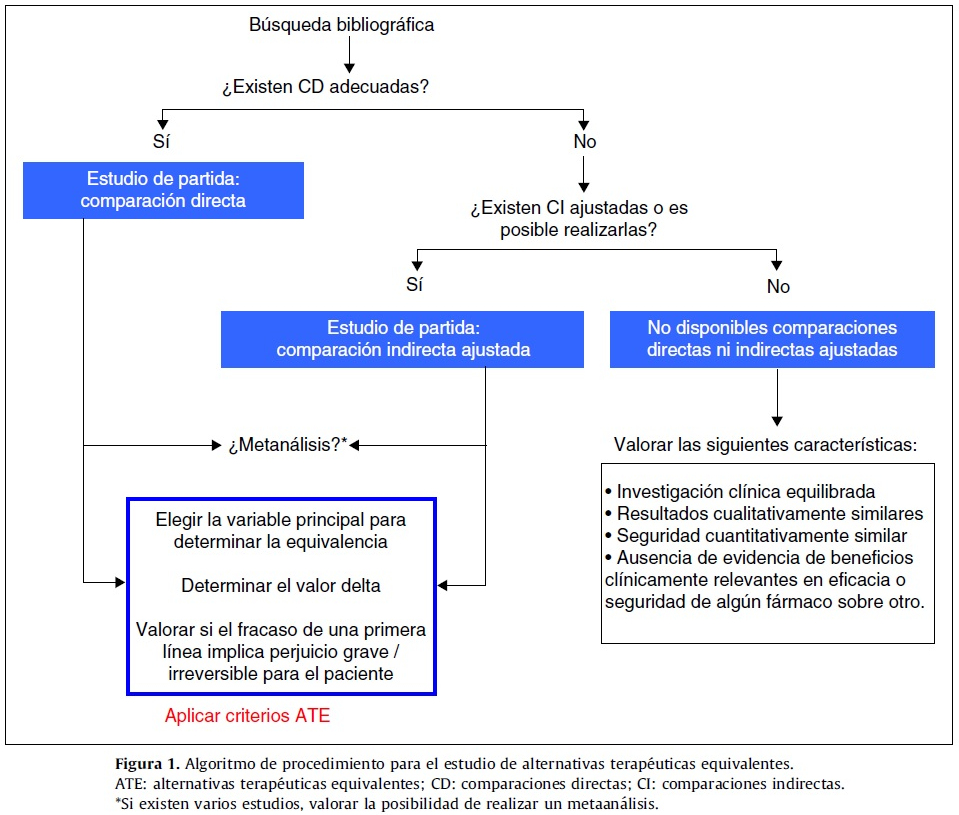 Búsqueda bibliográfica
¿Existen CD adecuadas?
Sí
No
Estudio de partida:
comparación directa
¿Existen CI ajustadas o es
posible realizarlas?
Sí
No
Estudio de partida:
comparación indirecta ajustada
No disponibles comparaciones
directas ni indirectas ajustadas
¿Metanálisis?*
Valorar las siguientes características:
• Investigación clínica equilibrada
• Resultados cualitativamente similares
• Seguridad cuantitativamente similar
• Ausencia de evidencia de beneficios
clínicamente relevantes en eficacia o
seguridad de algún fármaco sobre otro.
Elegir la variable principal para
determinar la equivalencia
Determinar el valor delta
Valorar si el fracaso de una primera
línea implica perjuicio grave /
irreversible para el paciente
Aplicar criterios ATE
Figura 1. Algoritmo de procedimiento para el estudio de alternativas terapéuticas equivalentes.
ATE: alternativas terapéuticas equivalentes; CD: comparaciones directas; CI: comparaciones indirectas.
*Si existen varios estudios, valorar la posibilidad de realizar un metaanálisis.